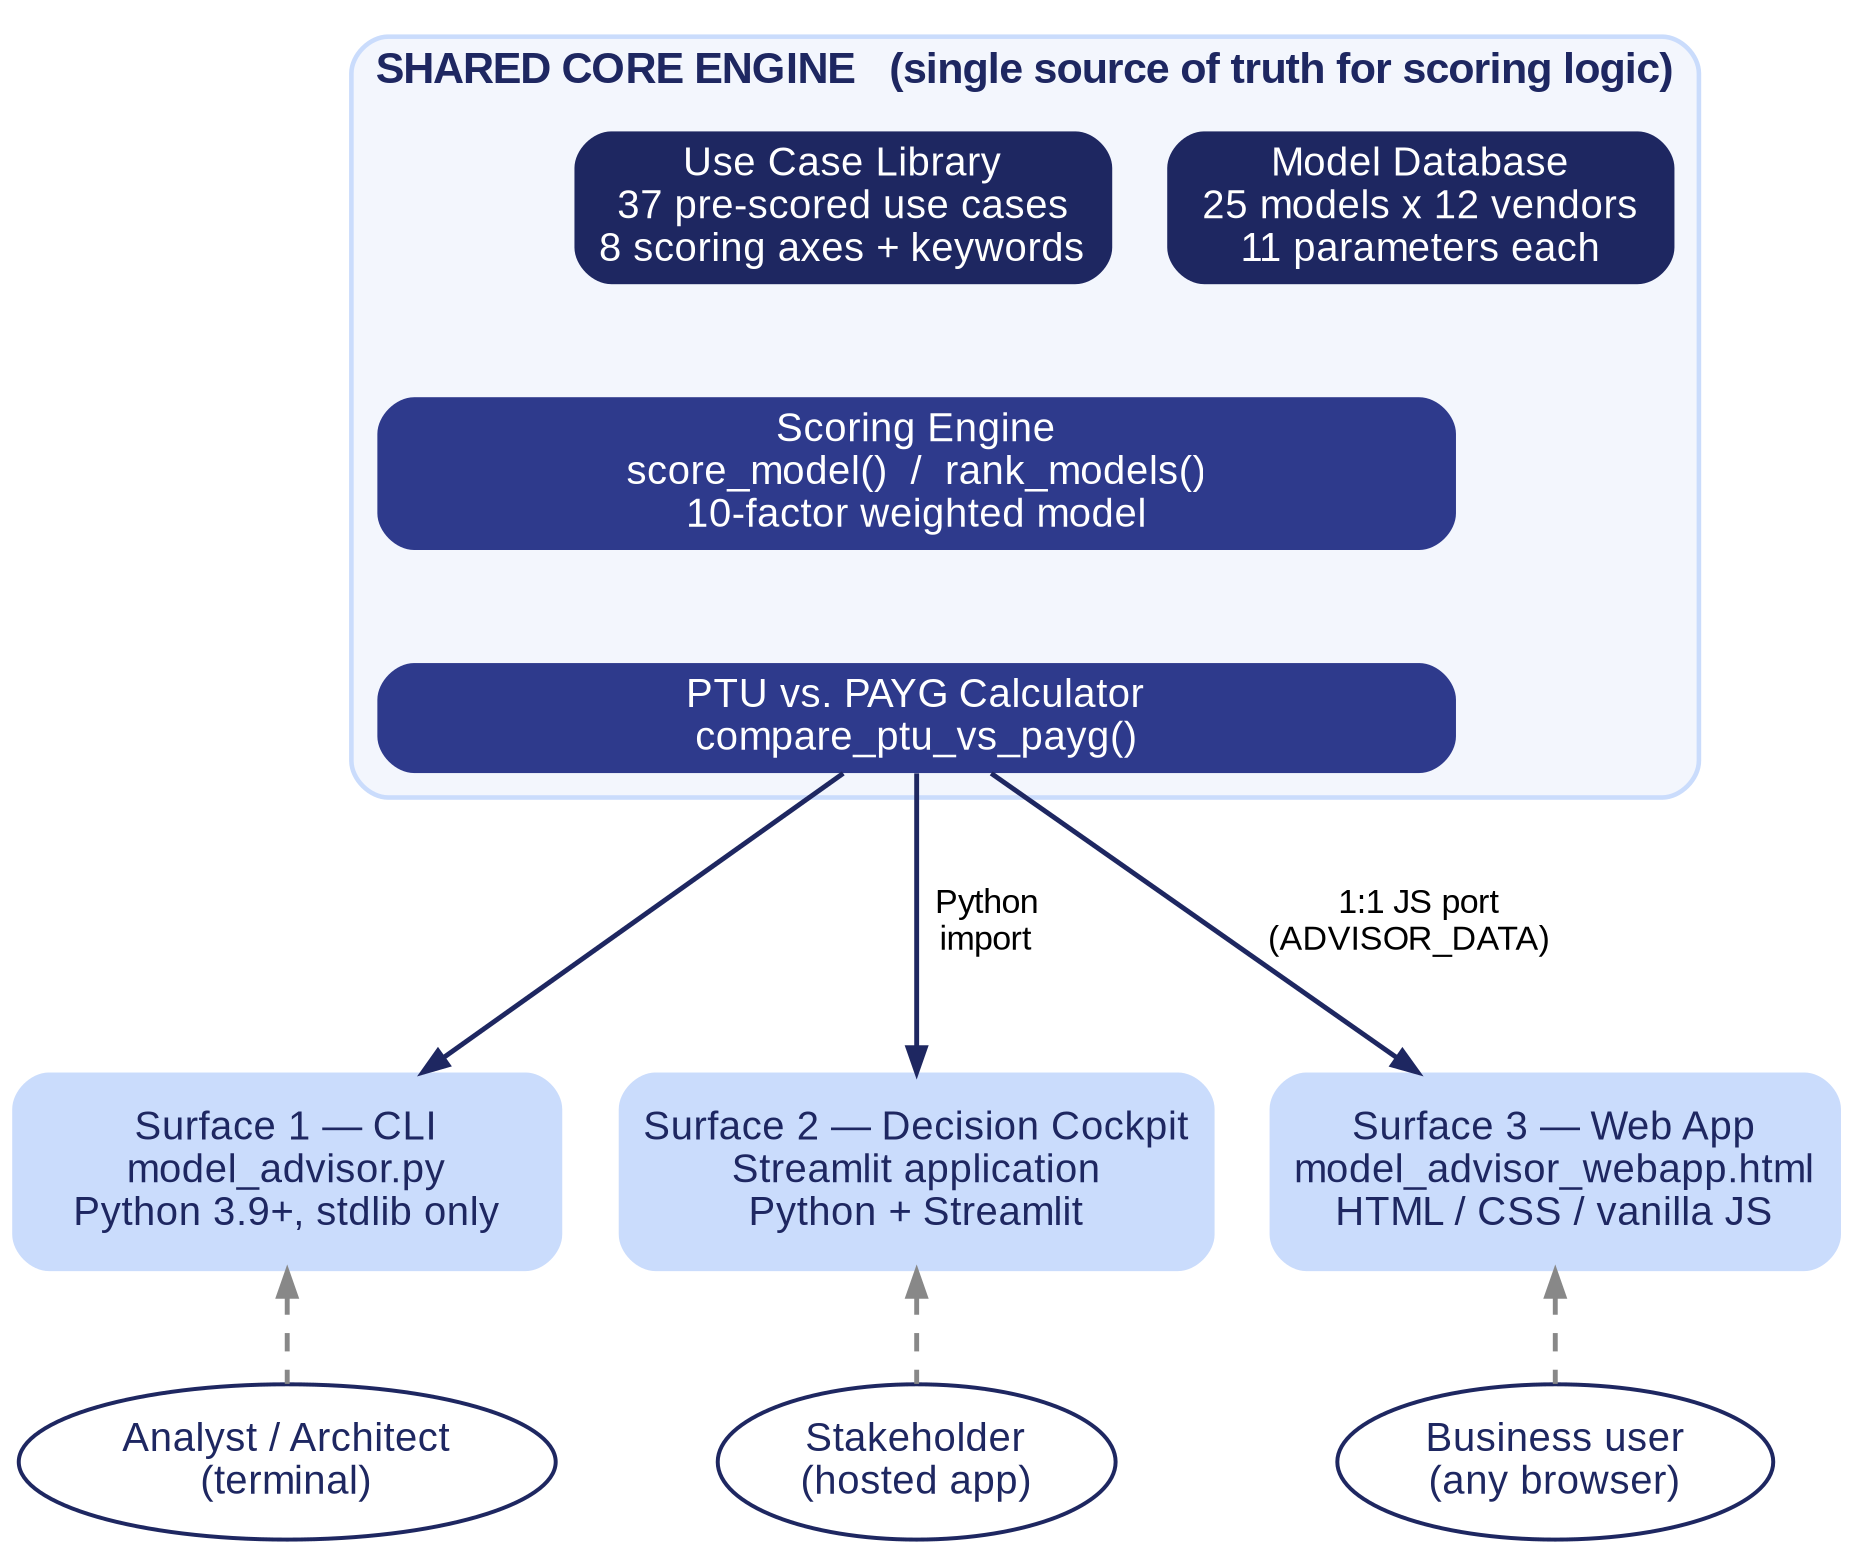 SHARED CORE ENGINE   (single source of truth for scoring logic)
Use Case Library
37 pre-scored use cases
8 scoring axes + keywords
Model Database
25 models x 12 vendors
11 parameters each
Scoring Engine
score_model()  /  rank_models()
10-factor weighted model
PTU vs. PAYG Calculator
compare_ptu_vs_payg()
Python
import
1:1 JS port
(ADVISOR_DATA)
Surface 1 — CLI
model_advisor.py
Python 3.9+, stdlib only
Surface 2 — Decision Cockpit
Streamlit application
Python + Streamlit
Surface 3 — Web App
model_advisor_webapp.html
HTML / CSS / vanilla JS
Analyst / Architect
(terminal)
Stakeholder
(hosted app)
Business user
(any browser)